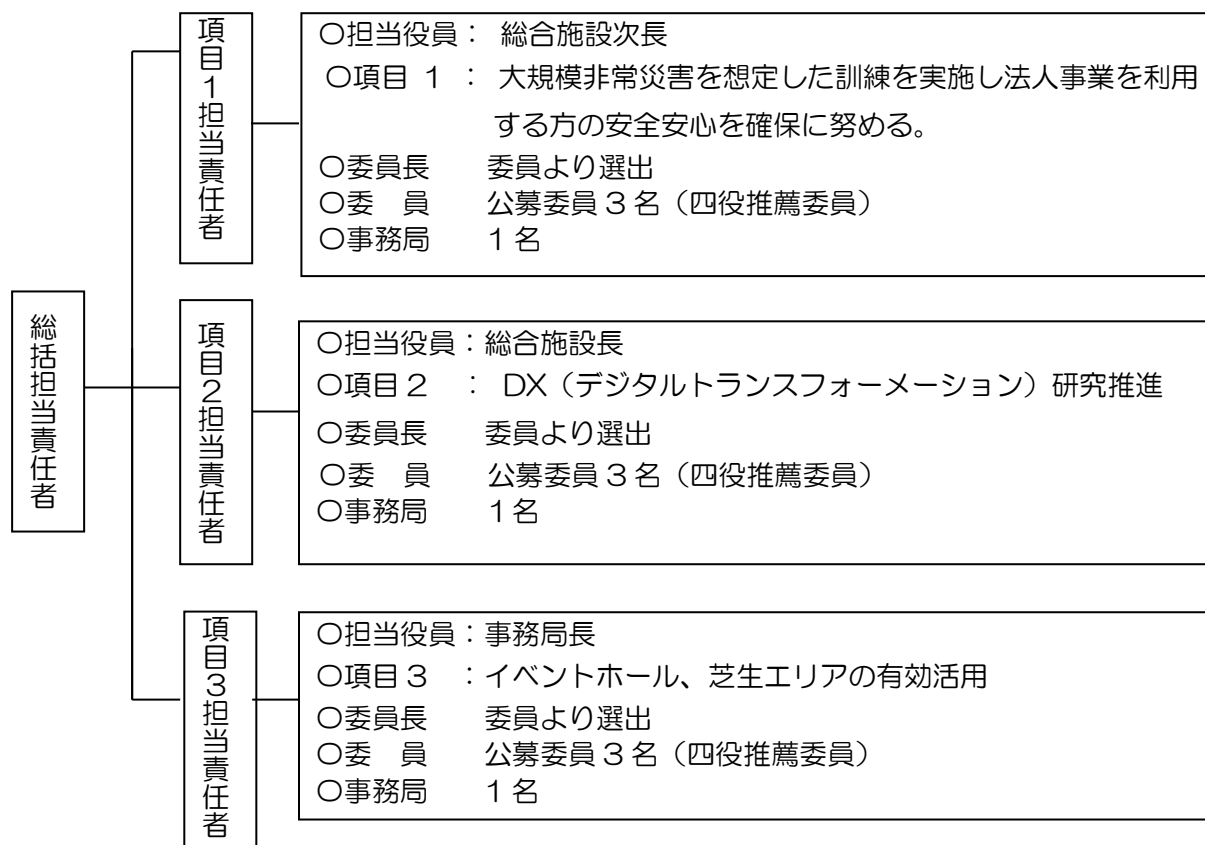 総括担当責任者
項目1担当責任者
○担当役員： 総合施設次長
○項目 1 ： 大規模非常災害を想定した訓練を実施し法人事業を利用
する方の安全安心を確保に努める。
○委員長 委員より選出
○委 員 公募委員3名（四役推薦委員）
○事務局 1名
項目2担当責任者
○担当役員：総合施設長
○項目2 ： DX（デジタルトランスフォーメーション）研究推進
○委員長 委員より選出
○委 員 公募委員3名（四役推薦委員）
○事務局 1名
項目3担当責任者
○担当役員：事務局長
○項目3 ：イベントホール、芝生エリアの有効活用
○委員長 委員より選出
○委 員 公募委員3名（四役推薦委員）
○事務局 1名